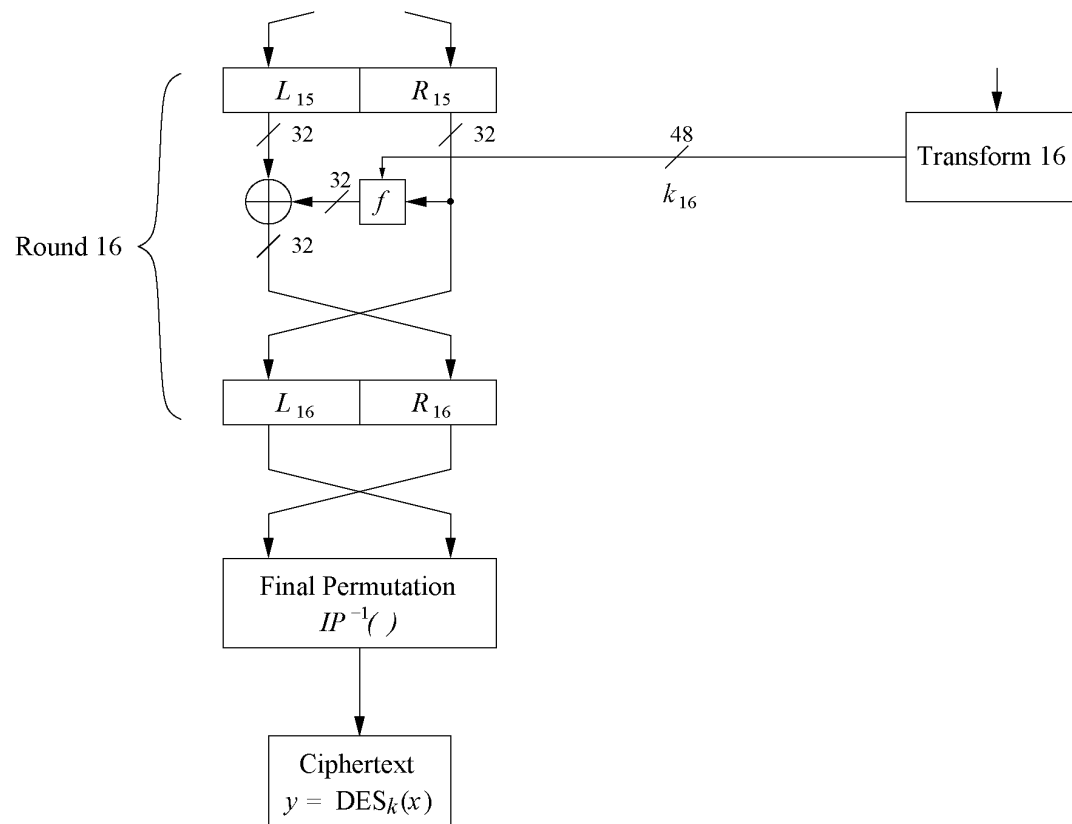 L15 R15
32 32 48
Transform 16
32
f
k16
Round 16
32
L16 R16
Final Permutation
IP–1( )
Ciphertext
y = DESk(x)